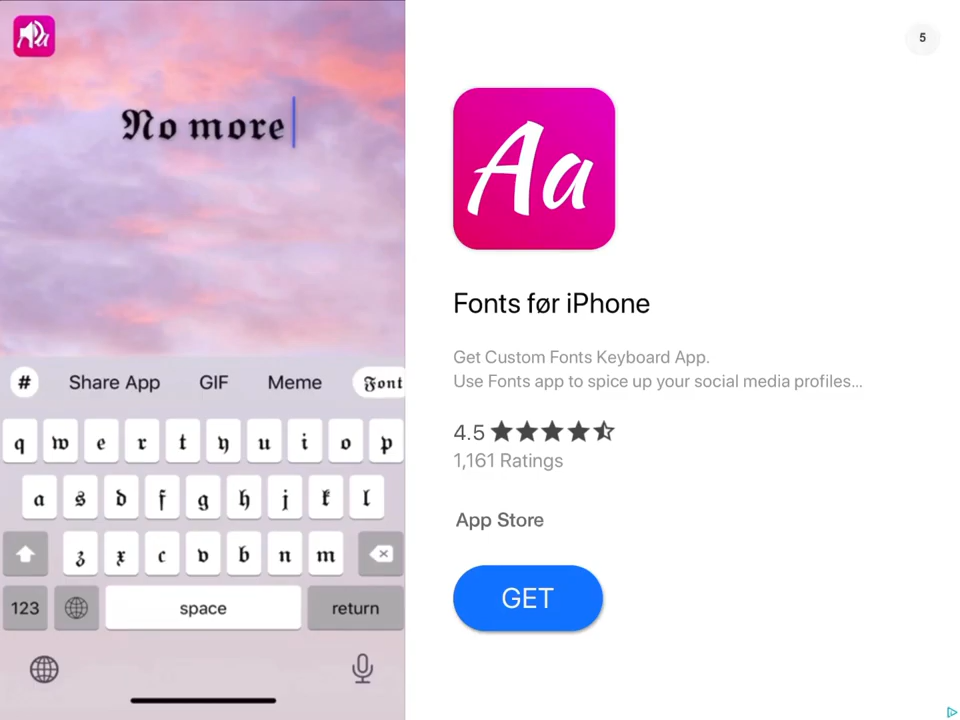 Aa
No more
# Share App GIF Meme Font
q w e r t y u i o p
a s d f g h j k l
z x c v b n m
123 space return
5
Aa
Fonts før iPhone
Get Custom Fonts Keyboard App.
Use Fonts app to spice up your social media profiles...
4.5
1,161 Ratings
App Store
GET